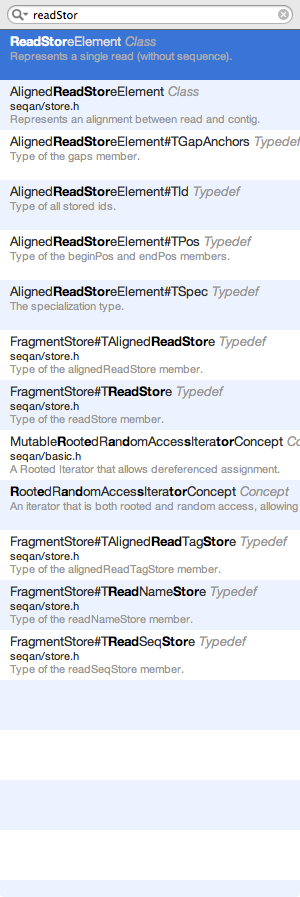 readStor
ReadStoreElement Class
Represents a single read (without sequence).
AlignedReadStoreElement Class
seqan/store.h
Represents an alignment between read and contig.
AlignedReadStoreElement#TGapAnchors Typedef
Type of the gaps member.
AlignedReadStoreElement#TId Typedef
Type of all stored ids.
AlignedReadStoreElement#TPos Typedef
Type of the beginPos and endPos members.
AlignedReadStoreElement#TSpec Typedef
The specialization type.
FragmentStore#TAlignedReadStore Typedef
seqan/store.h
Type of the alignedReadStore member.
FragmentStore#TReadStore Typedef
seqan/store.h
Type of the readStore member.
MutableRootedRandomAccessIteratorConcept Co
seqan/basic.h
A Rooted Iterator that allows dereferenced assignment.
RootedRandomAccessIteratorConcept Concept
An iterator that is both rooted and random access, allowing
FragmentStore#TAlignedReadTagStore Typedef
seqan/store.h
Type of the alignedReadTagStore member.
FragmentStore#TReadNameStore Typedef
seqan/store.h
Type of the readNameStore member.
FragmentStore#TReadSeqStore Typedef
seqan/store.h
Type of the readSeqStore member.